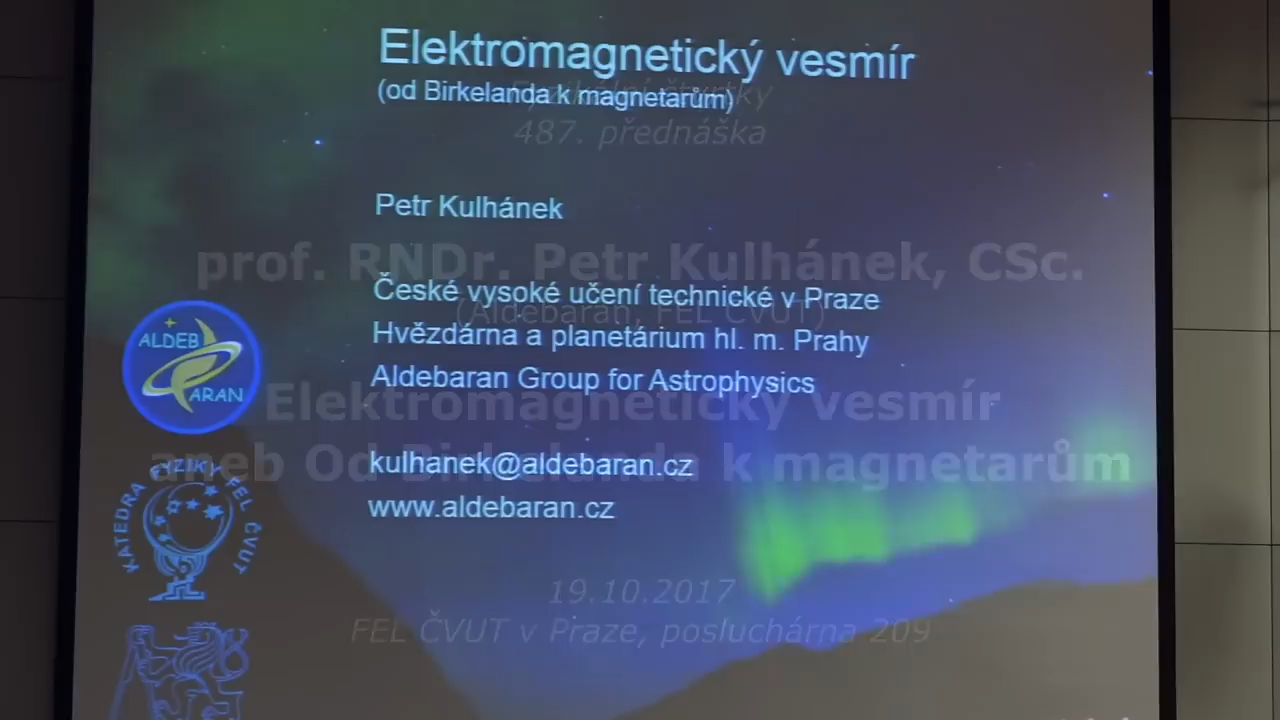 Elektromagnetický vesmír
(od Birkelanda k magnetarům)
Fyzikální čtvrtky
487. přednáška
Petr Kulhánek
prof. RNDr. Petr Kulhánek, CSc.
České vysoké učení technické v Praze
(Aldebaran, FEL ČVUT)
Hvězdárna a planetárium hl. m. Prahy
Aldebaran Group for Astrophysics
ALDEB
ARAN
Elektromagnetický vesmír
aneb Od Birkelanda k magnetarům
kulhanek@aldebaran.cz
www.aldebaran.cz
KATEDRA FYZIKY FEL ČVUT
19.10.2017
FEL ČVUT v Praze, posluchárna 209